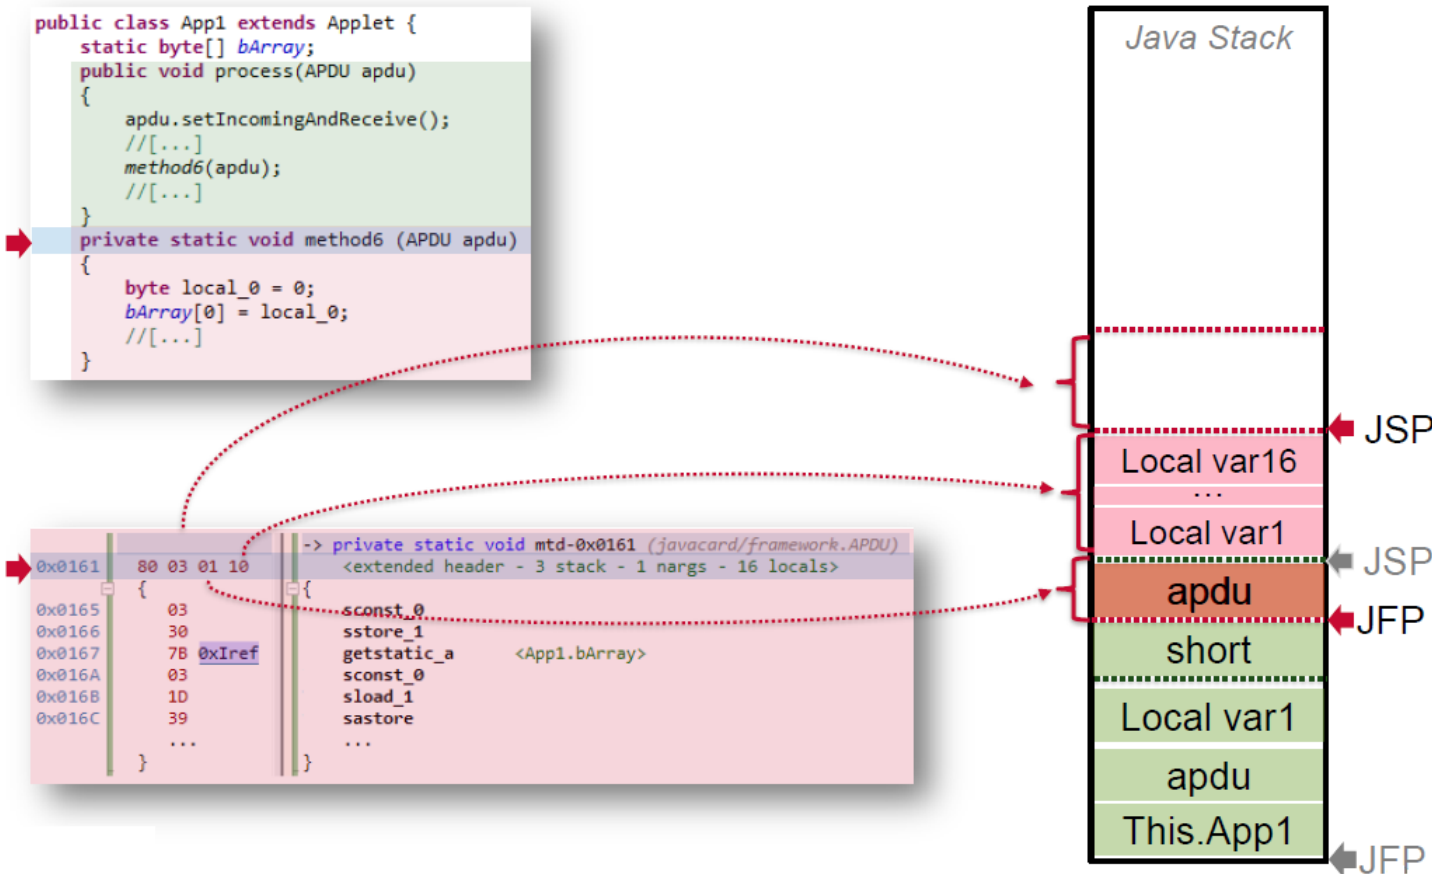 public class App1 extends Applet {
static byte[] bArray;
public void process(APDU apdu)
{
apdu.setIncomingAndReceive();
//[...]
method6(apdu);
//[...]
}
private static void method6 (APDU apdu)
{
byte local_0 = 0;
bArray[0] = local_0;
//[...]
}
-> private static void mtd-0x0161 (javacard/framework.APDU)
0x0161 80 03 01 10 <extended header - 3 stack - 1 nargs - 16 locals>
{ {
0x0165 03 sconst_0
0x0166 30 sstore_1
0x0167 7B 0xIref getstatic_a <App1.bArray>
0x016A 03 sconst_0
0x016B 1D sload_1
0x016C 39 sastore
... ...
} }
Java Stack
JSP
Local var16
...
Local var1
JSP
apdu
JFP
short
Local var1
apdu
This.App1
JFP